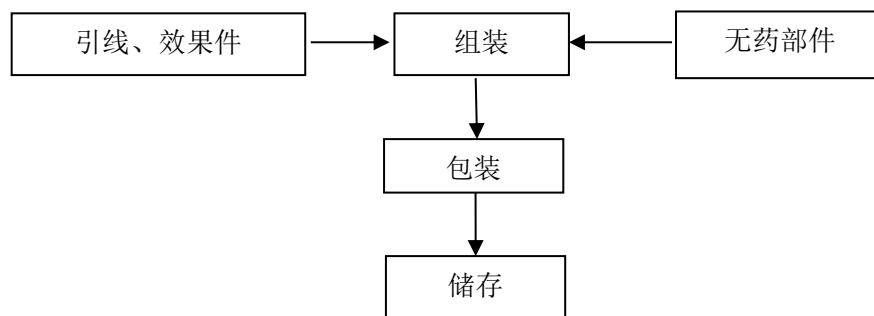 引线、效果件
组装
无药部件
包装
储存